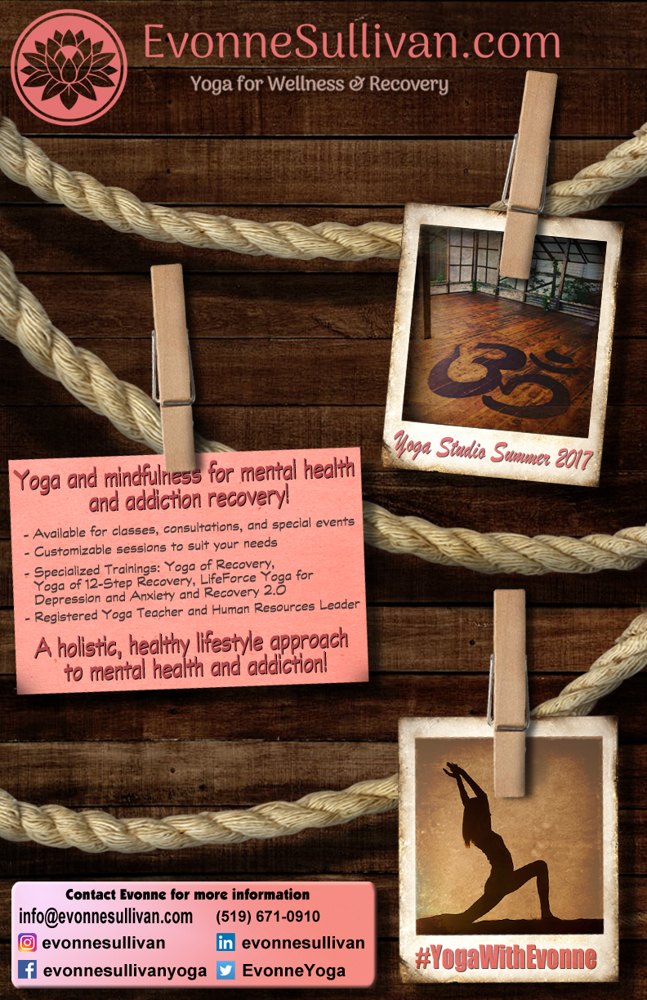 EvonneSullivan.com
Yoga for Wellness & Recovery
Yoga Studio Summer 2017
Yoga and mindfulness for mental health
and addiction recovery!
- Available for classes, consultations, and special events
- Customizable sessions to suit your needs
- Specialized Trainings: Yoga of Recovery,
Yoga of 12-Step Recovery, LifeForce Yoga for
Depression and Anxiety and Recovery 2.0
- Registered Yoga Teacher and Human Resources Leader
A holistic, healthy lifestyle approach
to mental health and addiction!
#YogaWithEvonne
Contact Evonne for more information
info@evonnesullivan.com (519) 671-0910
evonnesullivan evonnesullivan
evonnesullivanyoga EvonneYoga